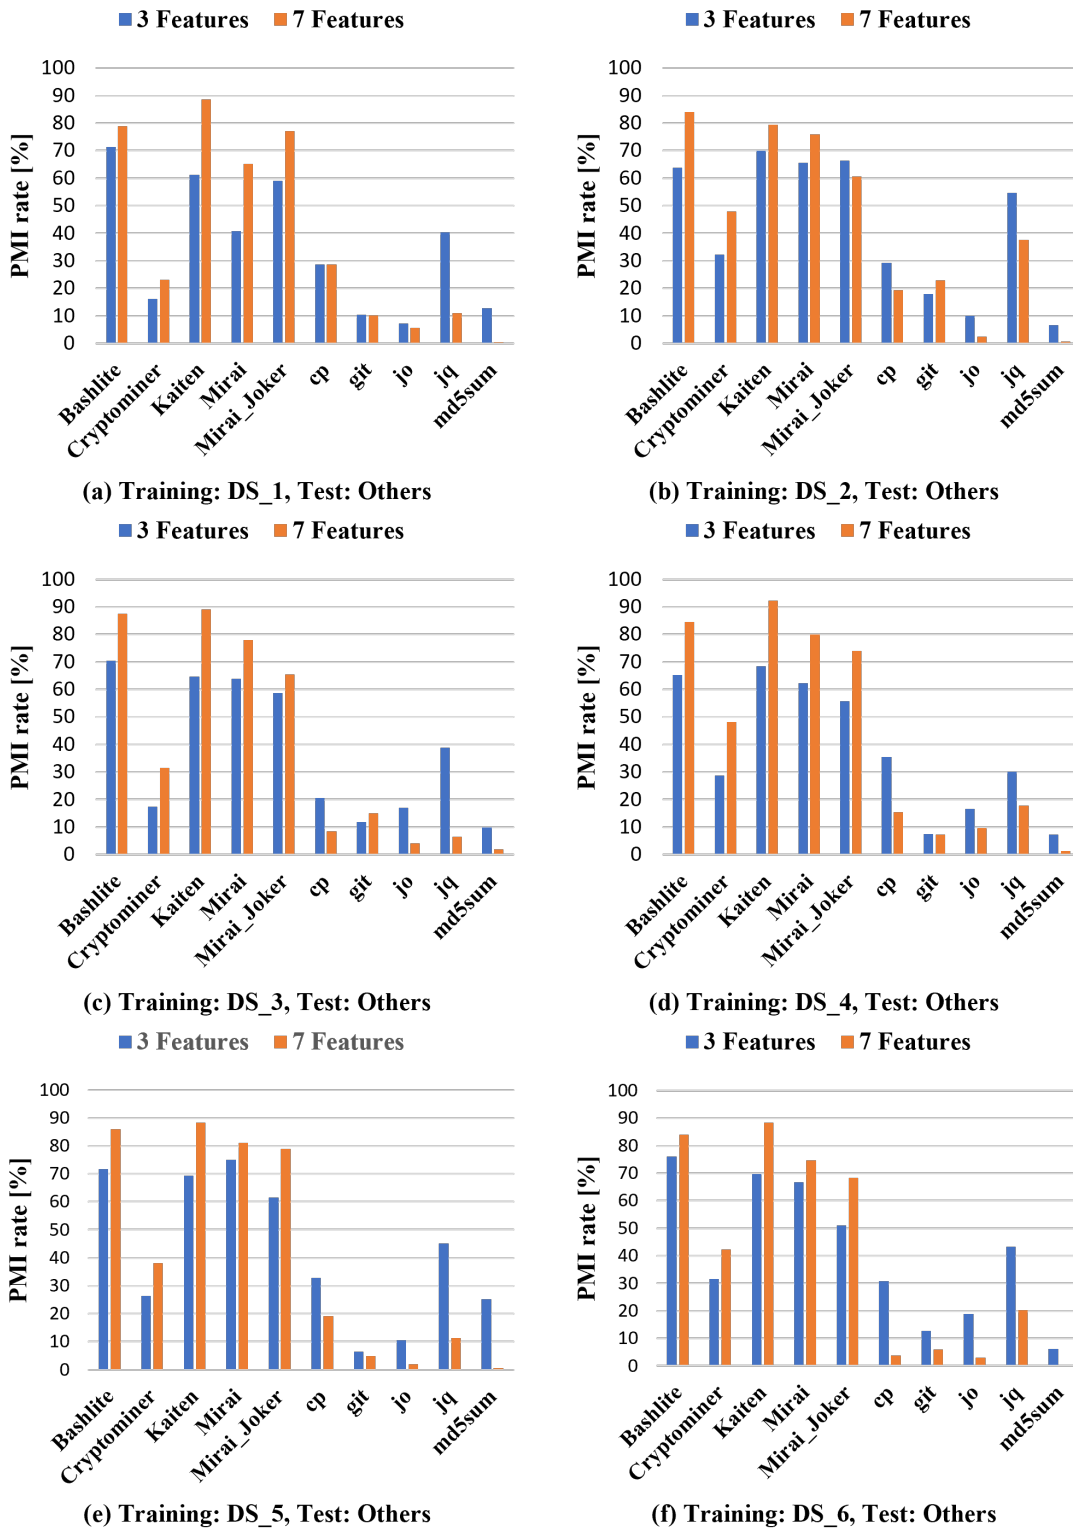 3 Features 7 Features
PMI rate [%]
100
90
80
70
60
50
40
30
20
10
0
Bashlite
Cryptominer
Kaiten
Mirai
Mirai_Joker
cp
git
jo
jq
md5sum
(a) Training: DS_1, Test: Others
3 Features 7 Features
PMI rate [%]
100
90
80
70
60
50
40
30
20
10
0
Bashlite
Cryptominer
Kaiten
Mirai
Mirai_Joker
cp
git
jo
jq
md5sum
(b) Training: DS_2, Test: Others
3 Features 7 Features
PMI rate [%]
100
90
80
70
60
50
40
30
20
10
0
Bashlite
Cryptominer
Kaiten
Mirai
Mirai_Joker
cp
git
jo
jq
md5sum
(c) Training: DS_3, Test: Others
3 Features 7 Features
PMI rate [%]
100
90
80
70
60
50
40
30
20
10
0
Bashlite
Cryptominer
Kaiten
Mirai
Mirai_Joker
cp
git
jo
jq
md5sum
(d) Training: DS_4, Test: Others
3 Features 7 Features
PMI rate [%]
100
90
80
70
60
50
40
30
20
10
0
Bashlite
Cryptominer
Kaiten
Mirai
Mirai_Joker
cp
git
jo
jq
md5sum
(e) Training: DS_5, Test: Others
3 Features 7 Features
PMI rate [%]
100
90
80
70
60
50
40
30
20
10
0
Bashlite
Cryptominer
Kaiten
Mirai
Mirai_Joker
cp
git
jo
jq
md5sum
(f) Training: DS_6, Test: Others